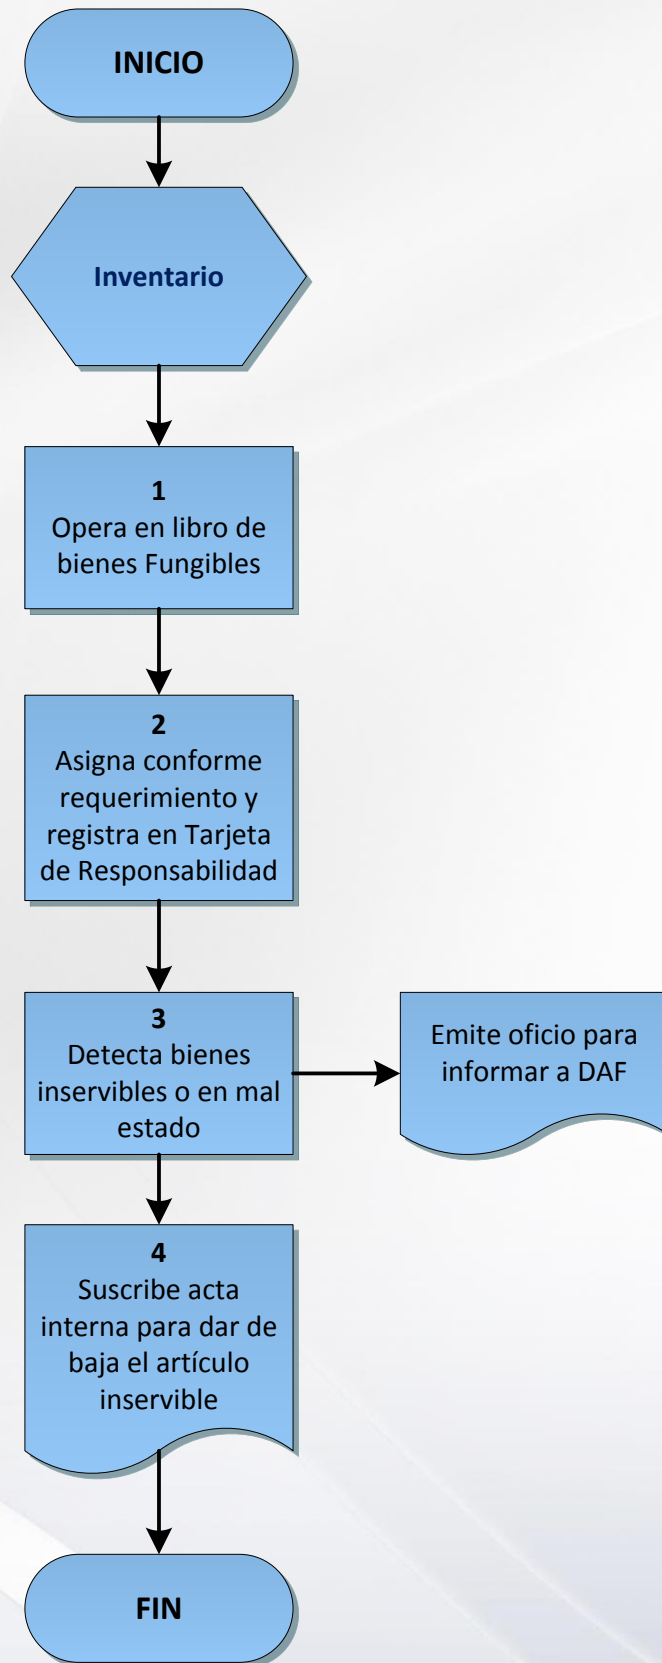 INICIO
Inventario
1
Opera en libro de
bienes Fungibles
2
Asigna conforme
requerimiento y
registra en Tarjeta
de Responsabilidad
3
Detecta bienes
inservibles o en mal
estado
Emite oficio para
informar a DAF
4
Suscribe acta
interna para dar de
baja el artículo
inservible
FIN